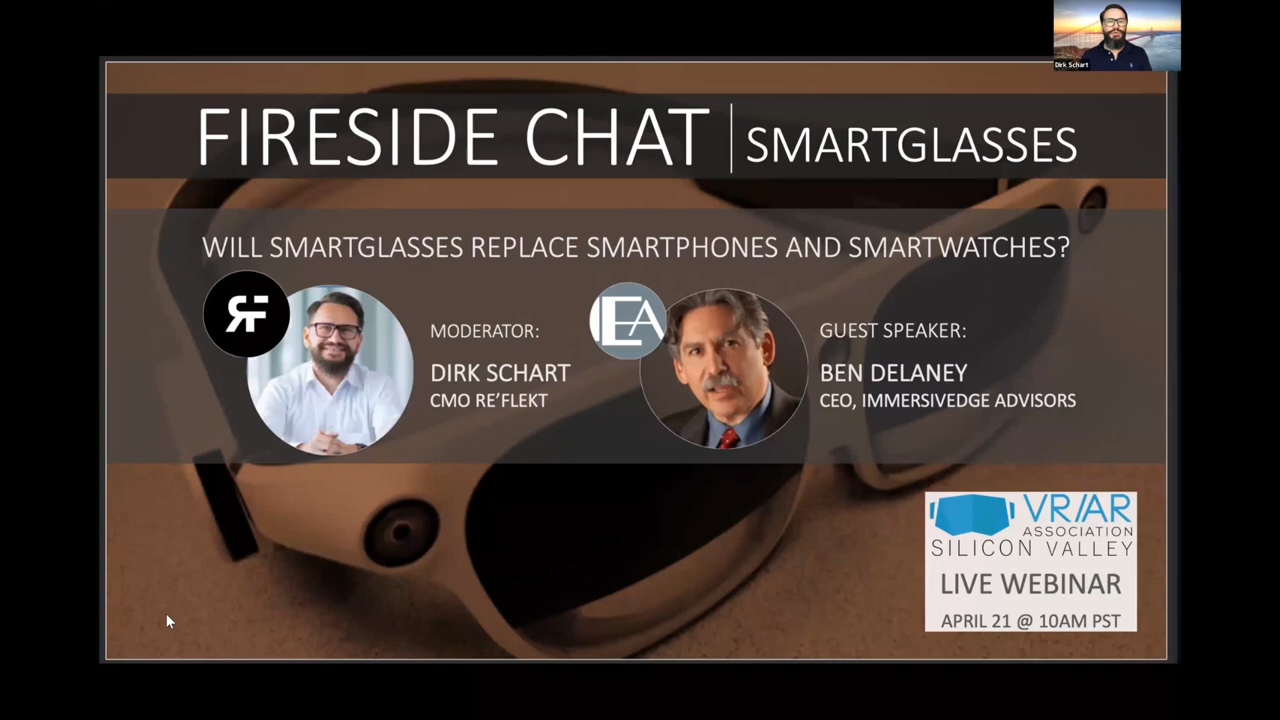 Dirk Schart
FIRESIDE CHAT | SMARTGLASSES
WILL SMARTGLASSES REPLACE SMARTPHONES AND SMARTWATCHES?
RF
MODERATOR:
DIRK SCHART
CMO RE'FLEKT
IEA
GUEST SPEAKER:
BEN DELANEY
CEO, IMMERSIVEDGE ADVISORS
VR/AR
ASSOCIATION
SILICON VALLEY
LIVE WEBINAR
APRIL 21 @ 10AM PST